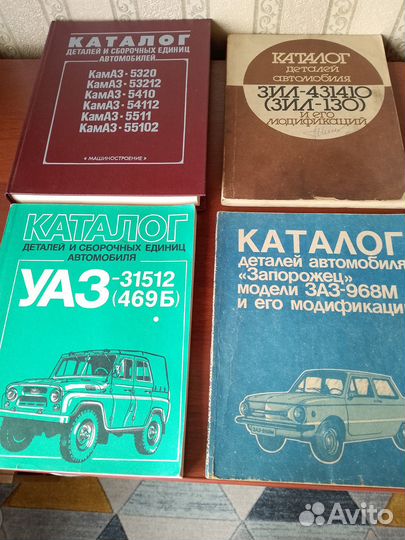 КАТАЛОГ
ДЕТАЛЕЙ И СБОРОЧНЫХ ЕДИНИЦ
АВТОМОБИЛЕЙ
КамАЗ-5320
КамАЗ-53212
КамАЗ-5410
КамАЗ-54112
КамАЗ-5511
КамАЗ-55102
«МАШИНОСТРОЕНИЕ»
КАТАЛОГ
деталей
автомобиля
ЗИЛ-431410
(ЗИЛ-130)
и его
модификаций
КАТАЛОГ
ДЕТАЛЕЙ И СБОРОЧНЫХ ЕДИНИЦ
АВТОМОБИЛЯ
УАЗ-31512
(469Б)
КАТАЛОГ
деталей автомобиля
«Запорожец»
модели ЗАЗ-968М
и его модификаци
ЗАЗ-968М
Avito